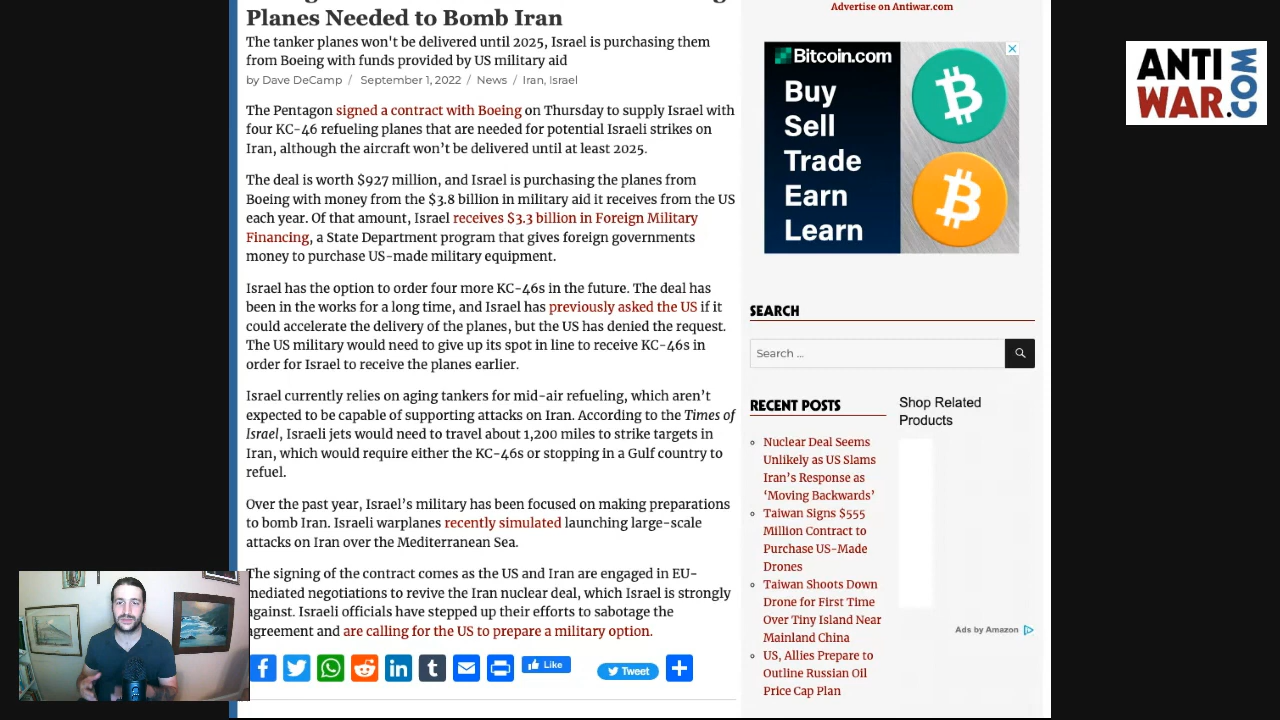 Planes Needed to Bomb Iran
The tanker planes won't be delivered until 2025, Israel is purchasing them
from Boeing with funds provided by US military aid
by Dave DeCamp / September 1, 2022 / News / Iran, Israel
The Pentagon signed a contract with Boeing on Thursday to supply Israel with
four KC-46 refueling planes that are needed for potential Israeli strikes on
Iran, although the aircraft won't be delivered until at least 2025.
The deal is worth $927 million, and Israel is purchasing the planes from
Boeing with money from the $3.8 billion in military aid it receives from the US
each year. Of that amount, Israel receives $3.3 billion in Foreign Military
Financing, a State Department program that gives foreign governments
money to purchase US-made military equipment.
Israel has the option to order four more KC-46s in the future. The deal has
been in the works for a long time, and Israel has previously asked the US if it
could accelerate the delivery of the planes, but the US has denied the request.
The US military would need to give up its spot in line to receive KC-46s in
order for Israel to receive the planes earlier.
Israel currently relies on aging tankers for mid-air refueling, which aren't
expected to be capable of supporting attacks on Iran. According to the Times of
Israel, Israeli jets would need to travel about 1,200 miles to strike targets in
Iran, which would require either the KC-46s or stopping in a Gulf country to
refuel.
Over the past year, Israel's military has been focused on making preparations
to bomb Iran. Israeli warplanes recently simulated launching large-scale
attacks on Iran over the Mediterranean Sea.
The signing of the contract comes as the US and Iran are engaged in EU-
mediated negotiations to revive the Iran nuclear deal, which Israel is strongly
against. Israeli officials have stepped up their efforts to sabotage the
agreement and are calling for the US to prepare a military option.
Like
Tweet
Advertise on Antiwar.com
Bitcoin.com
Buy
Sell
Trade
Earn
Learn
SEARCH
Search ...
RECENT POSTS
Nuclear Deal Seems
Unlikely as US Slams
Iran's Response as
'Moving Backwards'
Taiwan Signs $555
Million Contract to
Purchase US-Made
Drones
Taiwan Shoots Down
Drone for First Time
Over Tiny Island Near
Mainland China
US, Allies Prepare to
Outline Russian Oil
Price Cap Plan
Shop Related
Products
Ads by Amazon
ANTI
WAR.COM